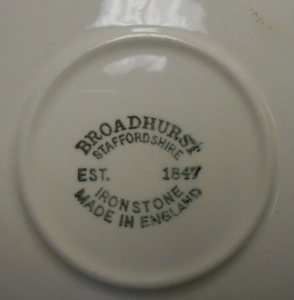 BROADHURST
STAFFORDSHIRE
EST. 1847
IRONSTONE
MADE IN ENGLAND